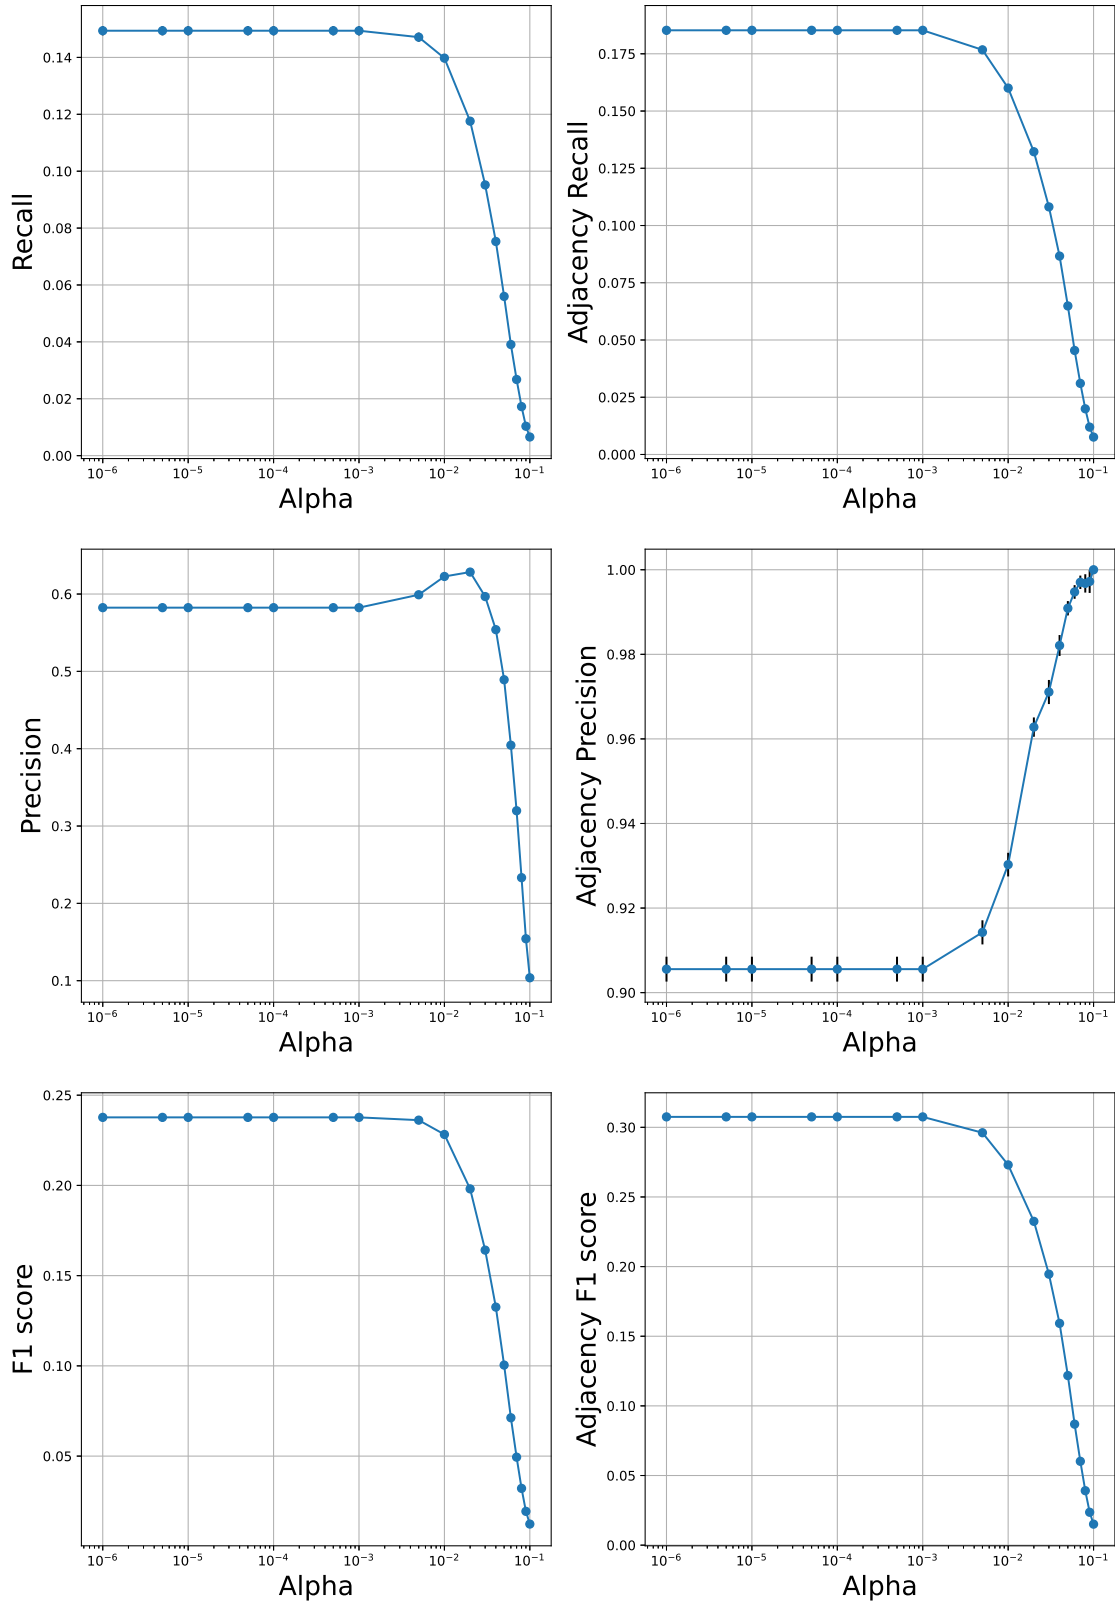 Recall
0.14
0.12
0.10
0.08
0.06
0.04
0.02
0.00
10⁻⁶ 10⁻⁵ 10⁻⁴ 10⁻³ 10⁻² 10⁻¹
Alpha
Adjacency Recall
0.175
0.150
0.125
0.100
0.075
0.050
0.025
0.000
10⁻⁶ 10⁻⁵ 10⁻⁴ 10⁻³ 10⁻² 10⁻¹
Alpha
Precision
0.6
0.5
0.4
0.3
0.2
0.1
10⁻⁶ 10⁻⁵ 10⁻⁴ 10⁻³ 10⁻² 10⁻¹
Alpha
Adjacency Precision
1.00
0.98
0.96
0.94
0.92
0.90
10⁻⁶ 10⁻⁵ 10⁻⁴ 10⁻³ 10⁻² 10⁻¹
Alpha
F1 score
0.25
0.20
0.15
0.10
0.05
10⁻⁶ 10⁻⁵ 10⁻⁴ 10⁻³ 10⁻² 10⁻¹
Alpha
Adjacency F1 score
0.30
0.25
0.20
0.15
0.10
0.05
0.00
10⁻⁶ 10⁻⁵ 10⁻⁴ 10⁻³ 10⁻² 10⁻¹
Alpha